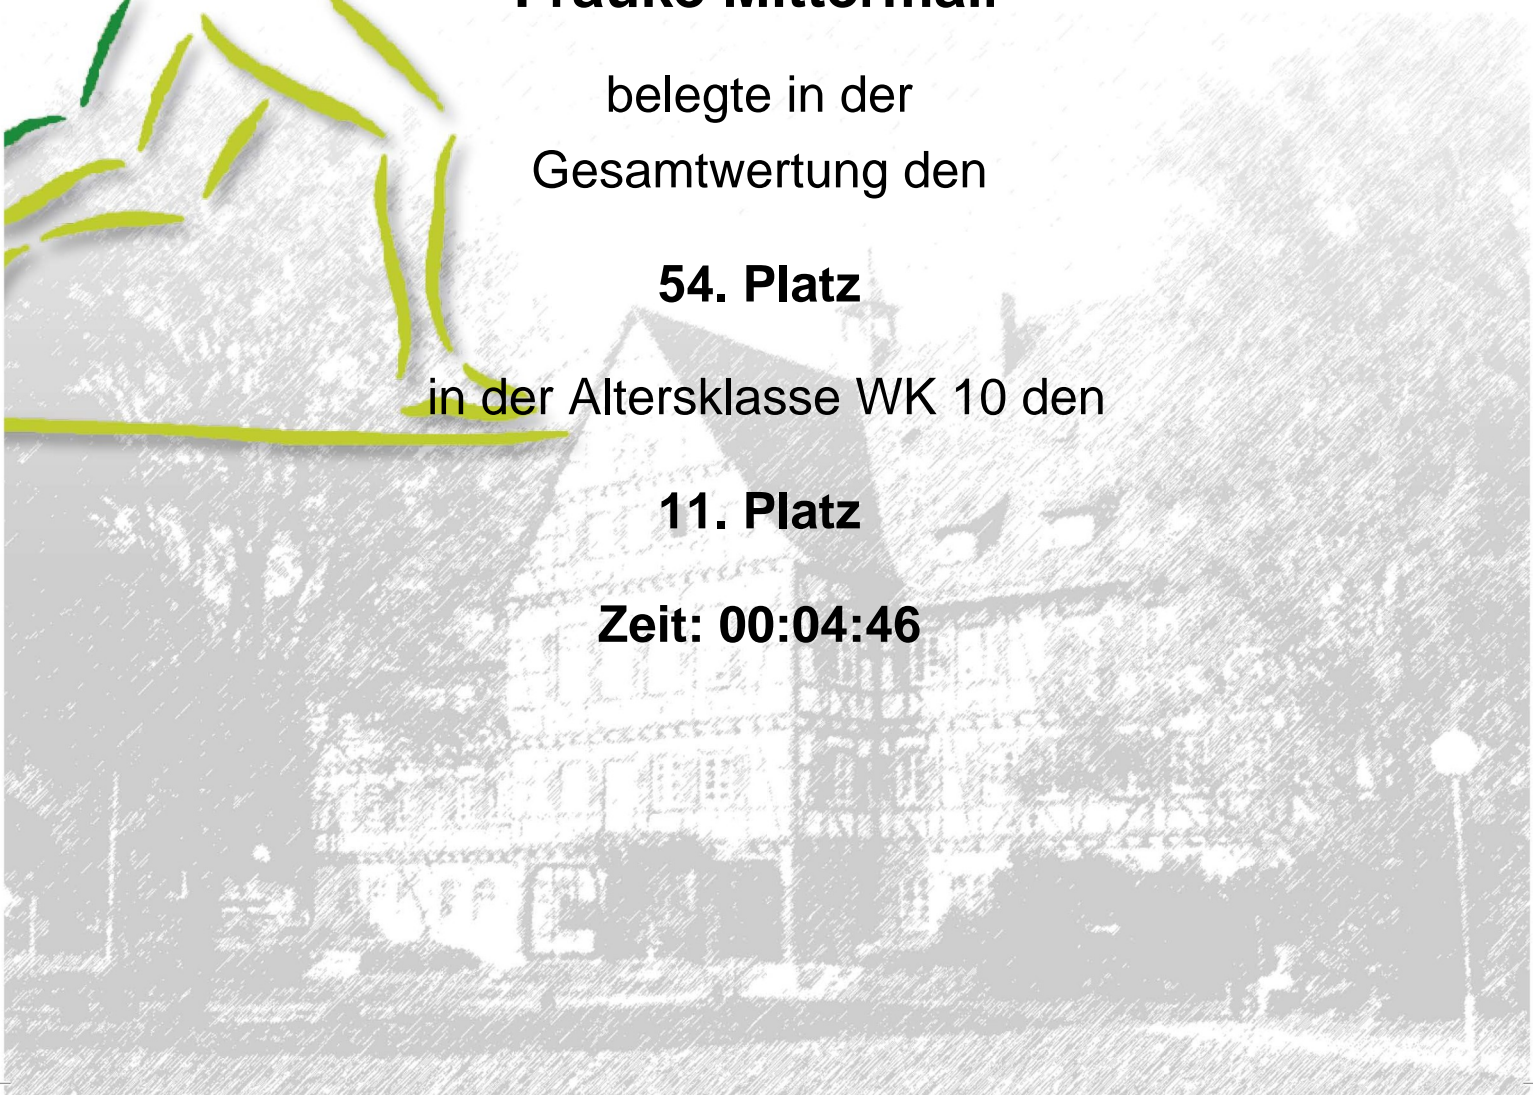 belegte in der
Gesamtwertung den
54. Platz
in der Altersklasse WK 10 den
11. Platz
Zeit: 00:04:46